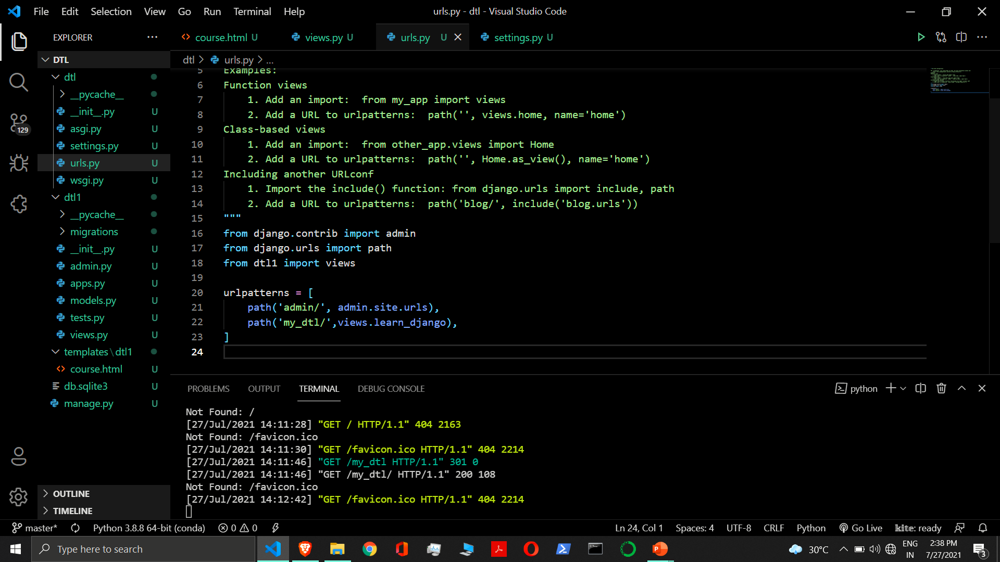 File Edit Selection View Go Run Terminal Help
urls.py - dtl - Visual Studio Code
EXPLORER
course.html U
views.py U
urls.py U
settings.py U
DTL
dtl
__pycache__
__init__.py U
asgi.py U
settings.py U
urls.py U
wsgi.py U
dtl1
__pycache__
migrations
__init__.py U
admin.py U
apps.py U
models.py U
tests.py U
views.py U
templates\dtl1
course.html U
db.sqlite3 U
manage.py U
129
OUTLINE
TIMELINE
dtl > urls.py > ...
5 Examples:
6 Function views
7 1. Add an import:  from my_app import views
8 2. Add a URL to urlpatterns:  path('', views.home, name='home')
9 Class-based views
10 1. Add an import:  from other_app.views import Home
11 2. Add a URL to urlpatterns:  path('', Home.as_view(), name='home')
12 Including another URLconf
13 1. Import the include() function: from django.urls import include, path
14 2. Add a URL to urlpatterns:  path('blog/', include('blog.urls'))
15 """
16 from django.contrib import admin
17 from django.urls import path
18 from dtl1 import views
19
20 urlpatterns = [
21 path('admin/', admin.site.urls),
22 path('my_dtl/',views.learn_django),
23 ]
24
PROBLEMS OUTPUT TERMINAL DEBUG CONSOLE
python
Not Found: /
[27/Jul/2021 14:11:28] "GET / HTTP/1.1" 404 2163
Not Found: /favicon.ico
[27/Jul/2021 14:11:30] "GET /favicon.ico HTTP/1.1" 404 2214
[27/Jul/2021 14:11:46] "GET /my_dtl HTTP/1.1" 301 0
[27/Jul/2021 14:11:46] "GET /my_dtl/ HTTP/1.1" 200 108
Not Found: /favicon.ico
[27/Jul/2021 14:12:42] "GET /favicon.ico HTTP/1.1" 404 2214
master* Python 3.8.8 64-bit (conda) 0 0
Ln 24, Col 1 Spaces: 4 UTF-8 CRLF Python Go Live kite: ready
Type here to search
30°C
ENG
IN
2:38 PM
7/27/2021
3